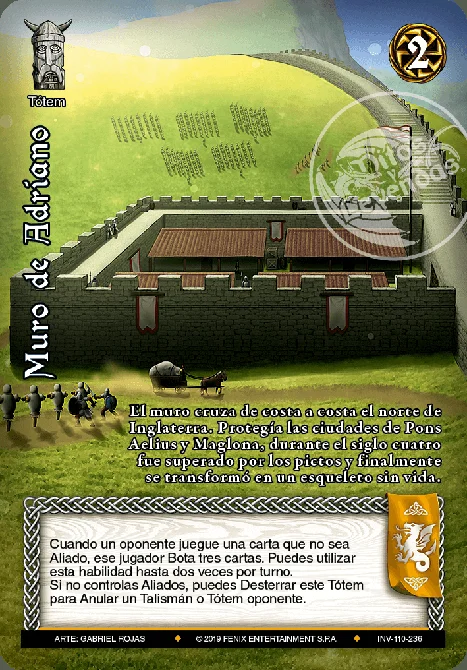 2
Tótem
Muro de Adriano
Mitos y Leyendas
El muro cruza de costa a costa el norte de
Inglaterra. Protegía las ciudades de Pons
Aelius y Maglona, durante el siglo cuatro
fue superado por los pictos y finalmente
se transformó en un esqueleto sin vida.
Cuando un oponente juegue una carta que no sea
Aliado, ese jugador Bota tres cartas. Puedes utilizar
esta habilidad hasta dos veces por turno.
Si no controlas Aliados, puedes Desterrar este Tótem
para Anular un Talismán o Tótem oponente.
ARTE: GABRIEL ROJAS ♦ © 2019 FENIX ENTERTAINMENT S.P.A. ♦ INV-110-236